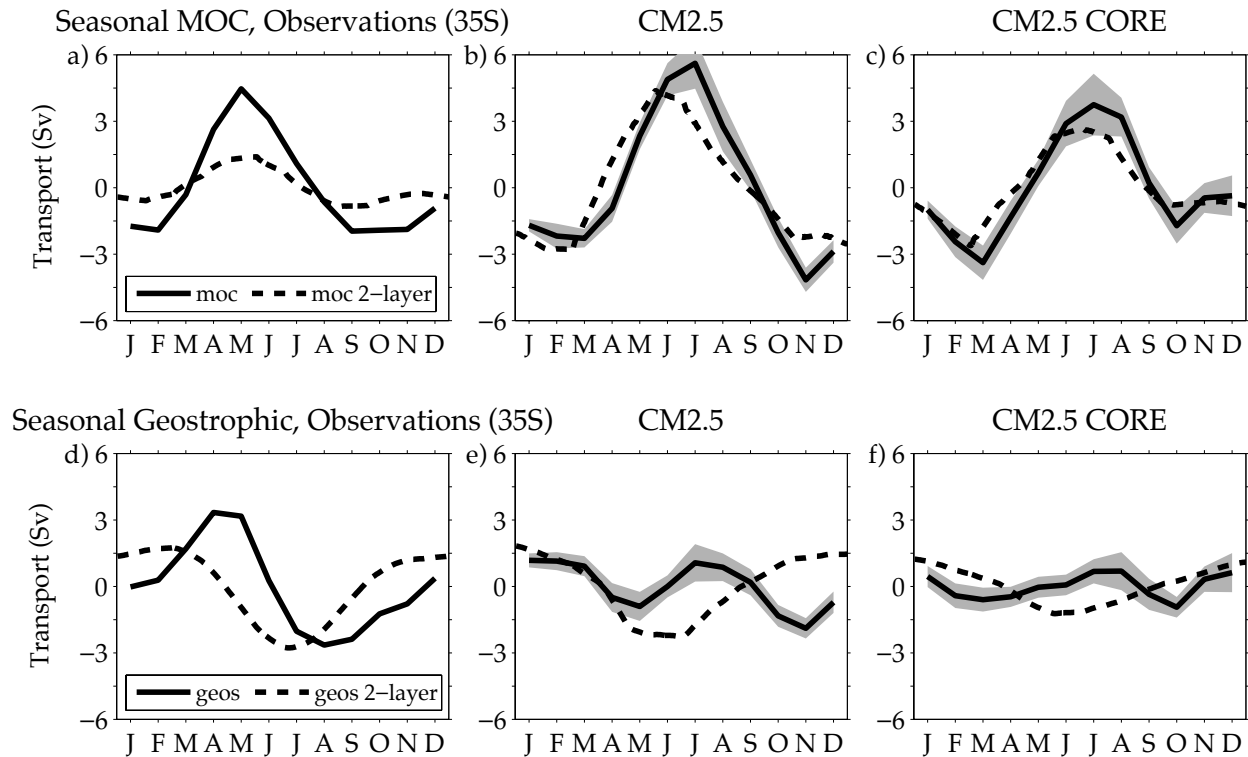 Seasonal MOC, Observations (35S) CM2.5 CM2.5 CORE
a) 6 b) 6 c) 6
3 3 3
Transport (Sv)
0 0 0
−3 −3 −3
moc moc 2−layer
−6 −6 −6
J F M A M J J A S O N D J F M A M J J A S O N D J F M A M J J A S O N D
Seasonal Geostrophic, Observations (35S) CM2.5 CM2.5 CORE
d) 6 e) 6 f) 6
3 3 3
Transport (Sv)
0 0 0
−3 −3 −3
geos geos 2−layer
−6 −6 −6
J F M A M J J A S O N D J F M A M J J A S O N D J F M A M J J A S O N D